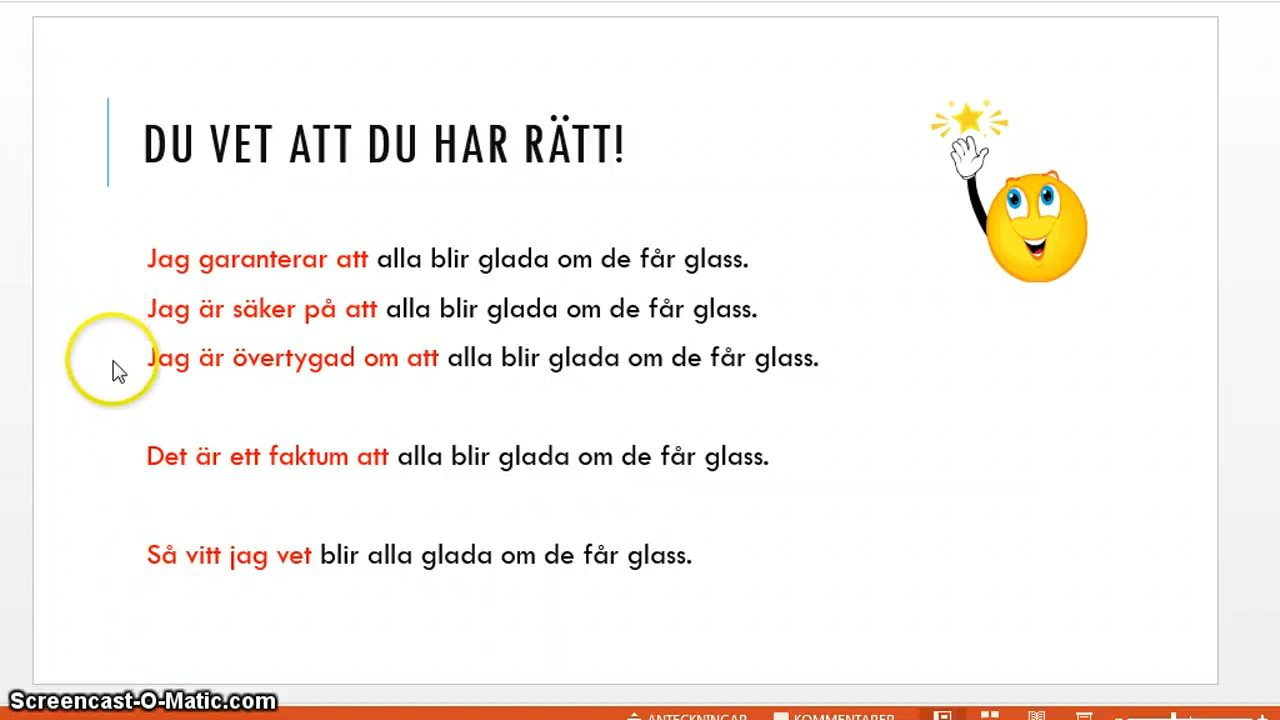 DU VET ATT DU HAR RÄTT!
Jag garanterar att alla blir glada om de får glass.
Jag är säker på att alla blir glada om de får glass.
Jag är övertygad om att alla blir glada om de får glass.
Det är ett faktum att alla blir glada om de får glass.
Så vitt jag vet blir alla glada om de får glass.
Screencast-O-Matic.com
ANTECKNINGAR KOMMENTARER